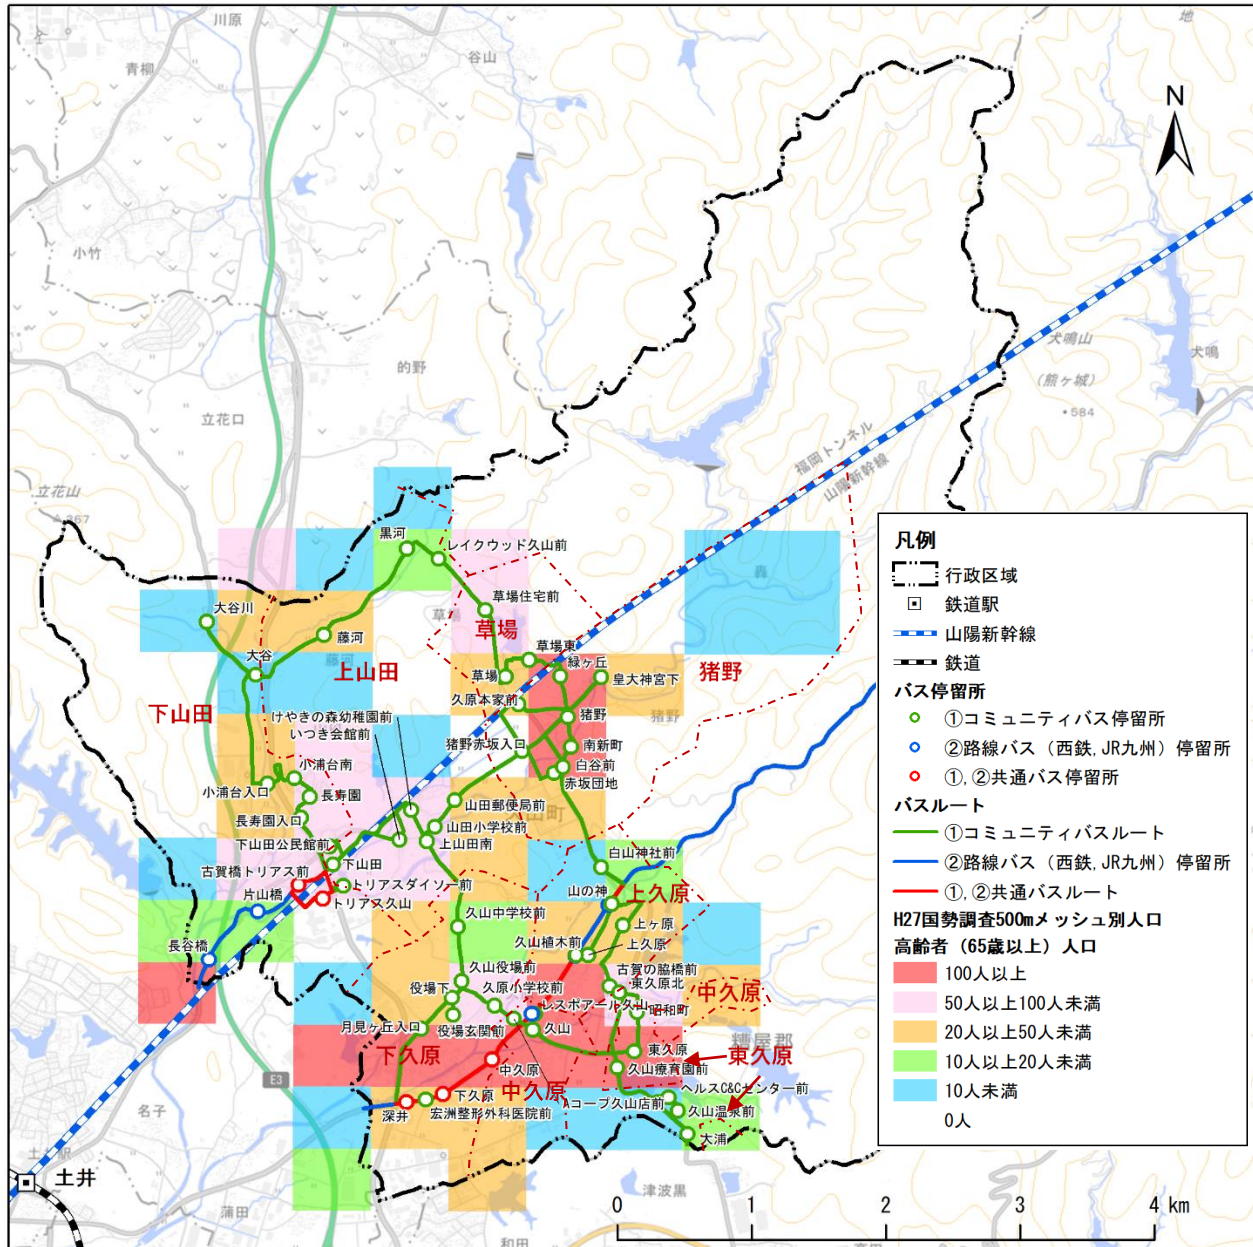 川原
谷山
地
青柳
N
小竹
犬鳴山
(熊ヶ城)
・584
犬鳴
的野
立花口
福岡トンネル
山陽新幹線
立花山
△367
黒河
レイクウッド久山前
轟
大谷川
草場住宅前
草場
草場
藤河
藤河
草場東
緑ヶ丘
大谷
上山田
草場
皇大神宮下
猪野
久原本家前
下山田
けやきの森幼稚園前
いつき会館前
猪野
猪野
猪野赤坂入口
南新町
白谷前
小浦台南
小浦台入口
赤坂団地
長寿園
山田郵便局前
久山町
長寿園入口
山田小学校前
下山田公民館前
上山田南
下山田
白山神社前
古賀橋トリアス前
トリアスダイソー前
片山橋
トリアス久山
山の神
上久原
久山中学校前
上ヶ原
長谷橋
久山植木前
上久原
久山役場前
古賀の脇橋前
役場下
久原小学校前
東久原北
中久原
レスポアール久山
昭和町
月見ヶ丘入口
役場玄関前
久山
糟屋郡
下久原
東久原
東久原
中久原
久山療育園前
E3
中久原
ヘルスC&Cセンター前
下久原
Aコープ久山店前
深井
宏洲整形外科医院前
久山温泉前
名子
大浦
土井駅
土井
津波黒
蒲田
和田
0 1 2 3 4 km
凡例
行政区域
鉄道駅
山陽新幹線
鉄道
バス停留所
①コミュニティバス停留所
②路線バス（西鉄,JR九州）停留所
①,②共通バス停留所
バスルート
①コミュニティバスルート
②路線バス（西鉄,JR九州）停留所
①,②共通バスルート
H27国勢調査500mメッシュ別人口
高齢者（65歳以上）人口
100人以上
50人以上100人未満
20人以上50人未満
10人以上20人未満
10人未満
0人